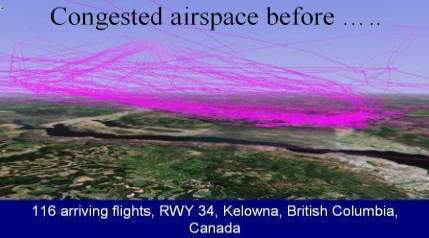 Congested airspace before .....
116 arriving flights, RWY 34, Kelowna, British Columbia,
Canada